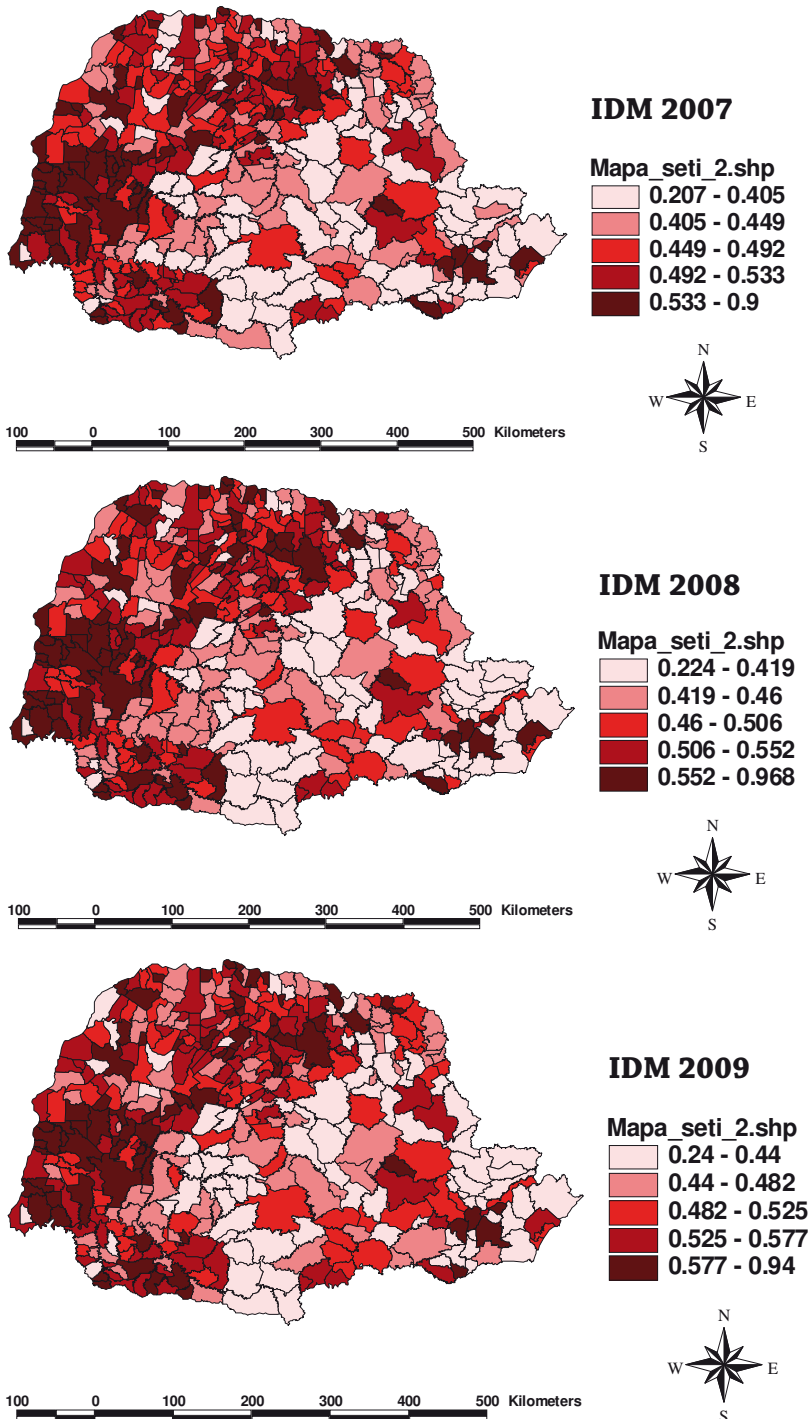 IDM 2007
Mapa_seti_2.shp
0.207 - 0.405
0.405 - 0.449
0.449 - 0.492
0.492 - 0.533
0.533 - 0.9
N
W E
S
100 0 100 200 300 400 500 Kilometers
IDM 2008
Mapa_seti_2.shp
0.224 - 0.419
0.419 - 0.46
0.46 - 0.506
0.506 - 0.552
0.552 - 0.968
N
W E
S
100 0 100 200 300 400 500 Kilometers
IDM 2009
Mapa_seti_2.shp
0.24 - 0.44
0.44 - 0.482
0.482 - 0.525
0.525 - 0.577
0.577 - 0.94
N
W E
S
100 0 100 200 300 400 500 Kilometers